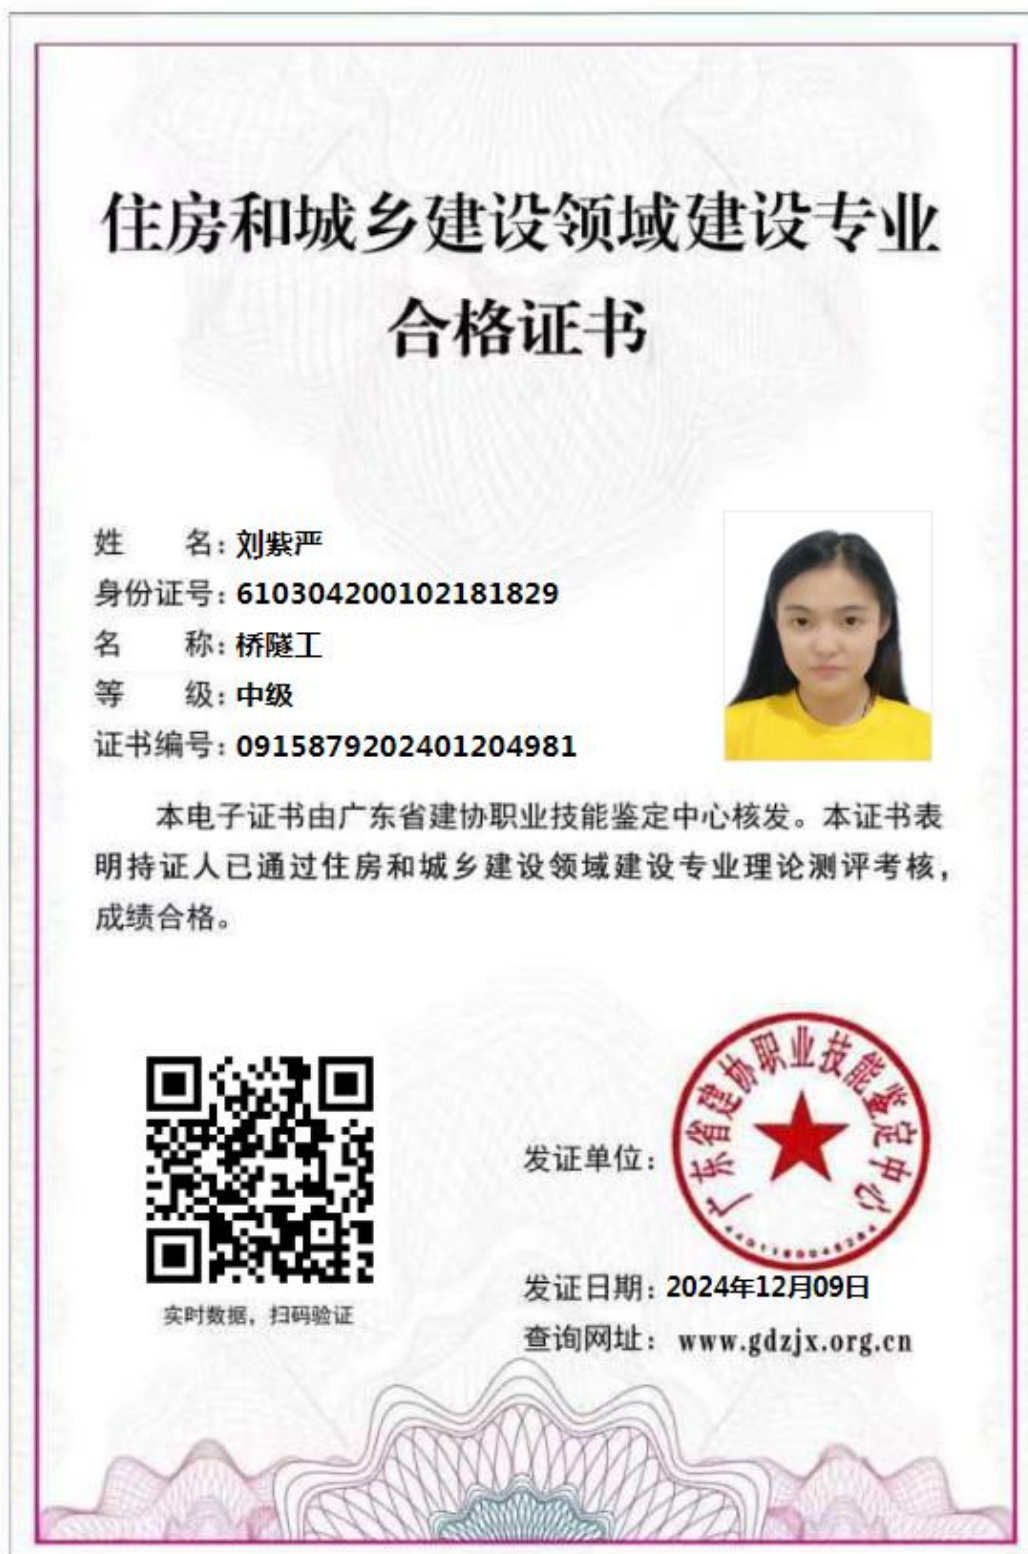 住房和城乡建设领域建设专业
合格证书
姓 名：刘紫严
身份证号：610304200102181829
名 称：桥隧工
等 级：中级
证书编号：0915879202401204981
本电子证书由广东省建协职业技能鉴定中心核发。本证书表
明持证人已通过住房和城乡建设领域建设专业理论测评考核，
成绩合格。
广东省建协职业技能鉴定中心
发证单位：
发证日期：2024年12月09日
实时数据，扫码验证
查询网址：www.gdzjx.org.cn